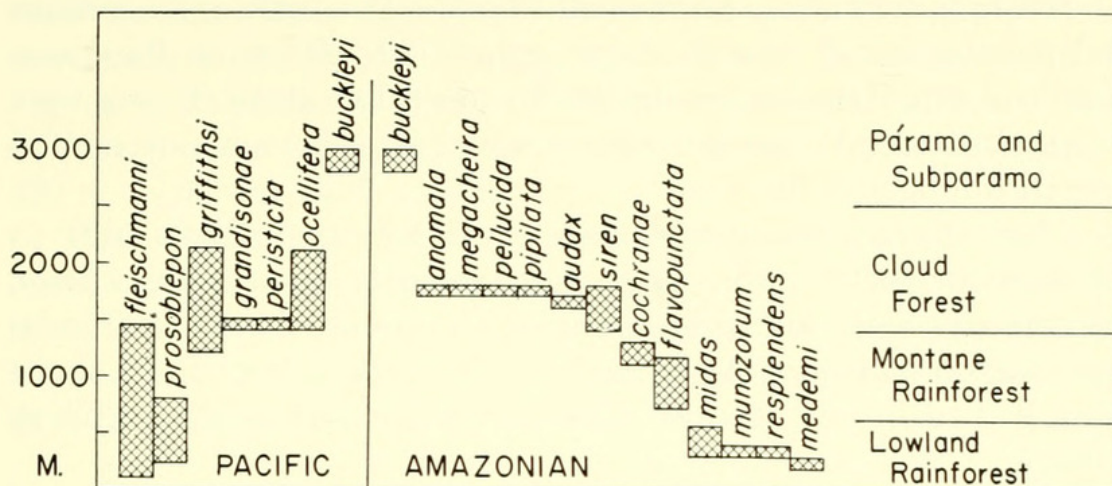 3000
2000
1000
M.
fleischmanni
prosoblepon
griffithsi
grandisonae
peristicta
ocellifera
buckleyi
buckleyi
anomala
megacheira
pellucida
pipilata
audax
siren
cochranae
flavopunctata
midas
munozorum
resplendens
medemi
PACIFIC
AMAZONIAN
Páramo and
Subparamo
Cloud
Forest
Montane
Rainforest
Lowland
Rainforest